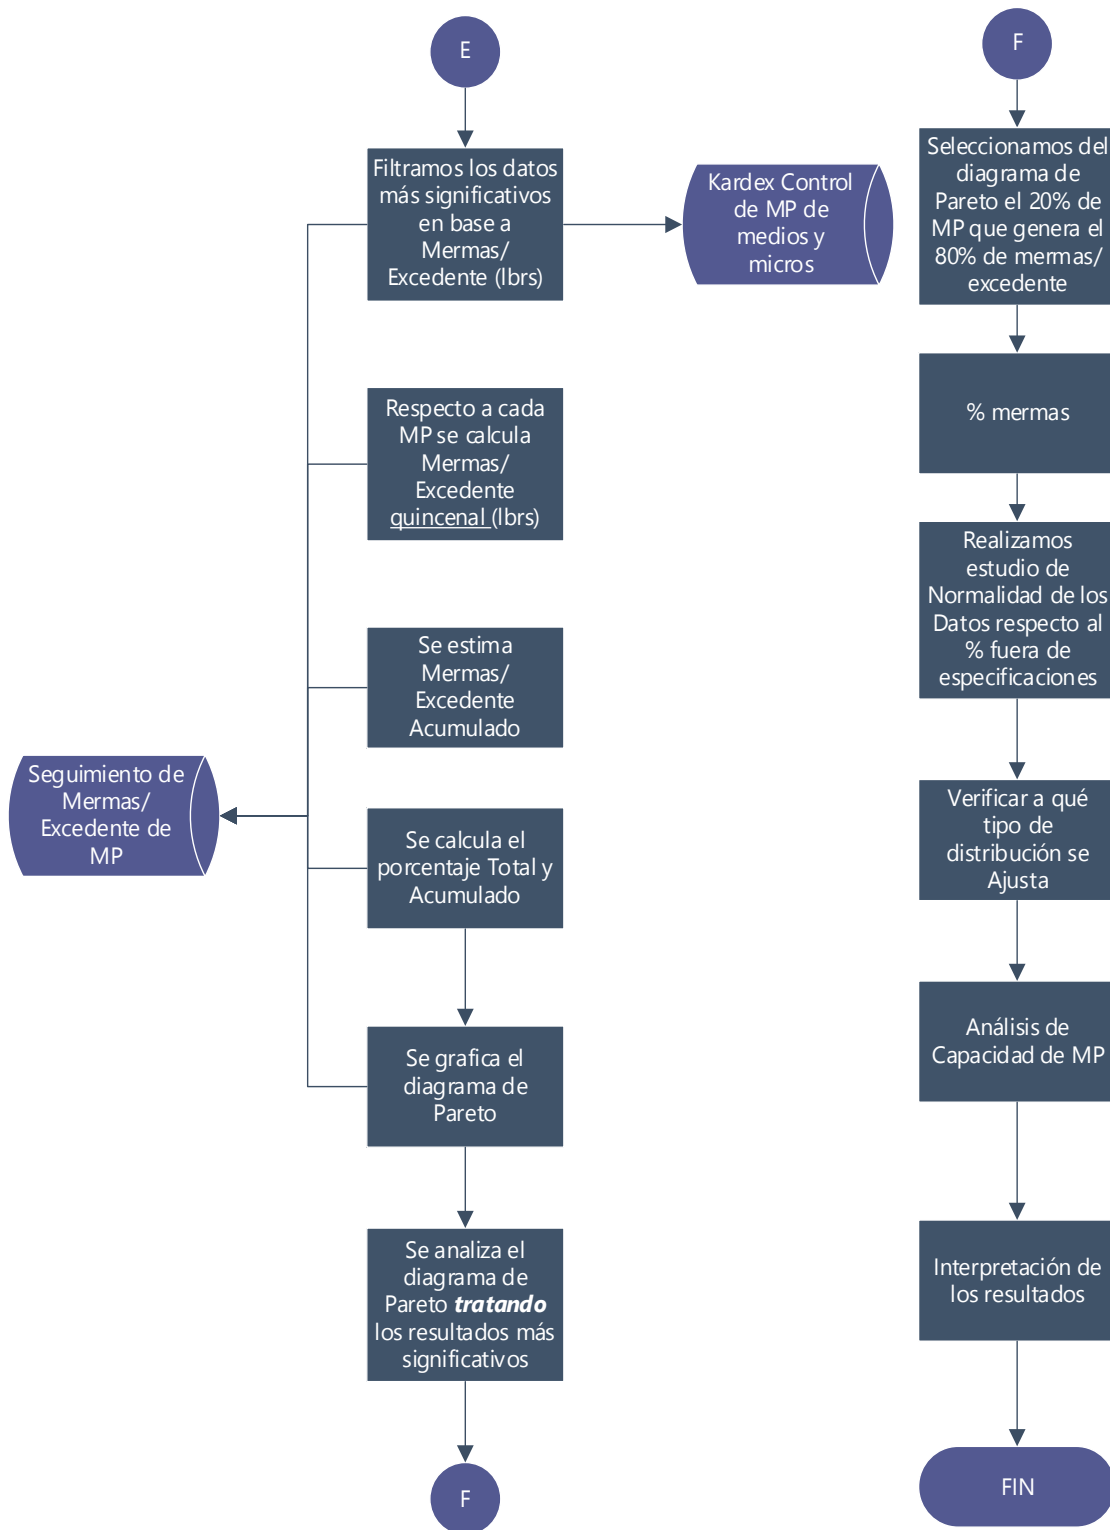 E
Filtramos los datos
más significativos
en base a
Mermas/
Excedente (lbrs)
Kardex Control
de MP de
medios y
micros
Respecto a cada
MP se calcula
Mermas/
Excedente
quincenal (lbrs)
Se estima
Mermas/
Excedente
Acumulado
Seguimiento de
Mermas/
Excedente de
MP
Se calcula el
porcentaje Total y
Acumulado
Se grafica el
diagrama de
Pareto
Se analiza el
diagrama de
Pareto tratando
los resultados más
significativos
F
F
Seleccionamos del
diagrama de
Pareto el 20% de
MP que genera el
80% de mermas/
excedente
% mermas
Realizamos
estudio de
Normalidad de los
Datos respecto al
% fuera de
especificaciones
Verificar a qué
tipo de
distribución se
Ajusta
Análisis de
Capacidad de MP
Interpretación de
los resultados
FIN